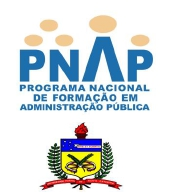 PNAP
PROGRAMA NACIONAL
DE FORMAÇÃO EM
ADMINISTRAÇÃO PÚBLICA